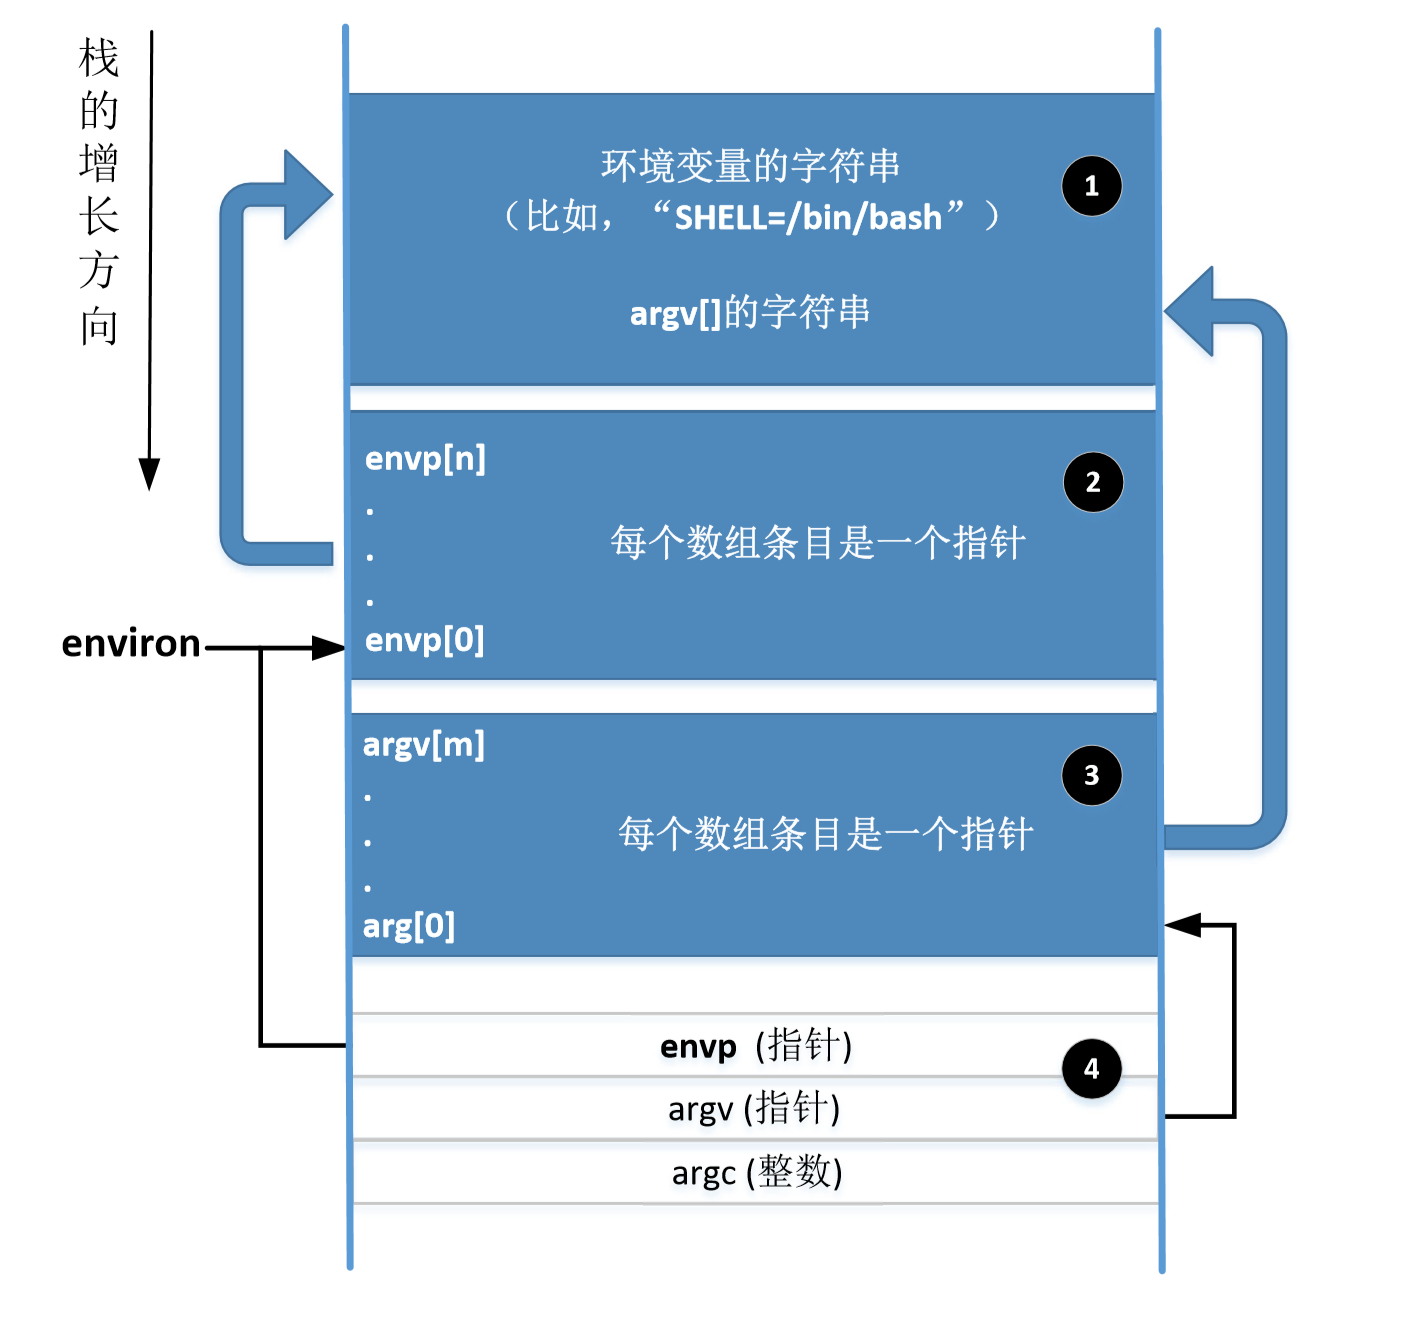 栈的增长方向
环境变量的字符串
1
（比如，“SHELL=/bin/bash”）
argv[]的字符串
envp[n]
2
.
每个数组条目是一个指针
.
.
envp[0]
environ
argv[m]
3
.
每个数组条目是一个指针
.
.
arg[0]
envp (指针)
4
argv (指针)
argc (整数)